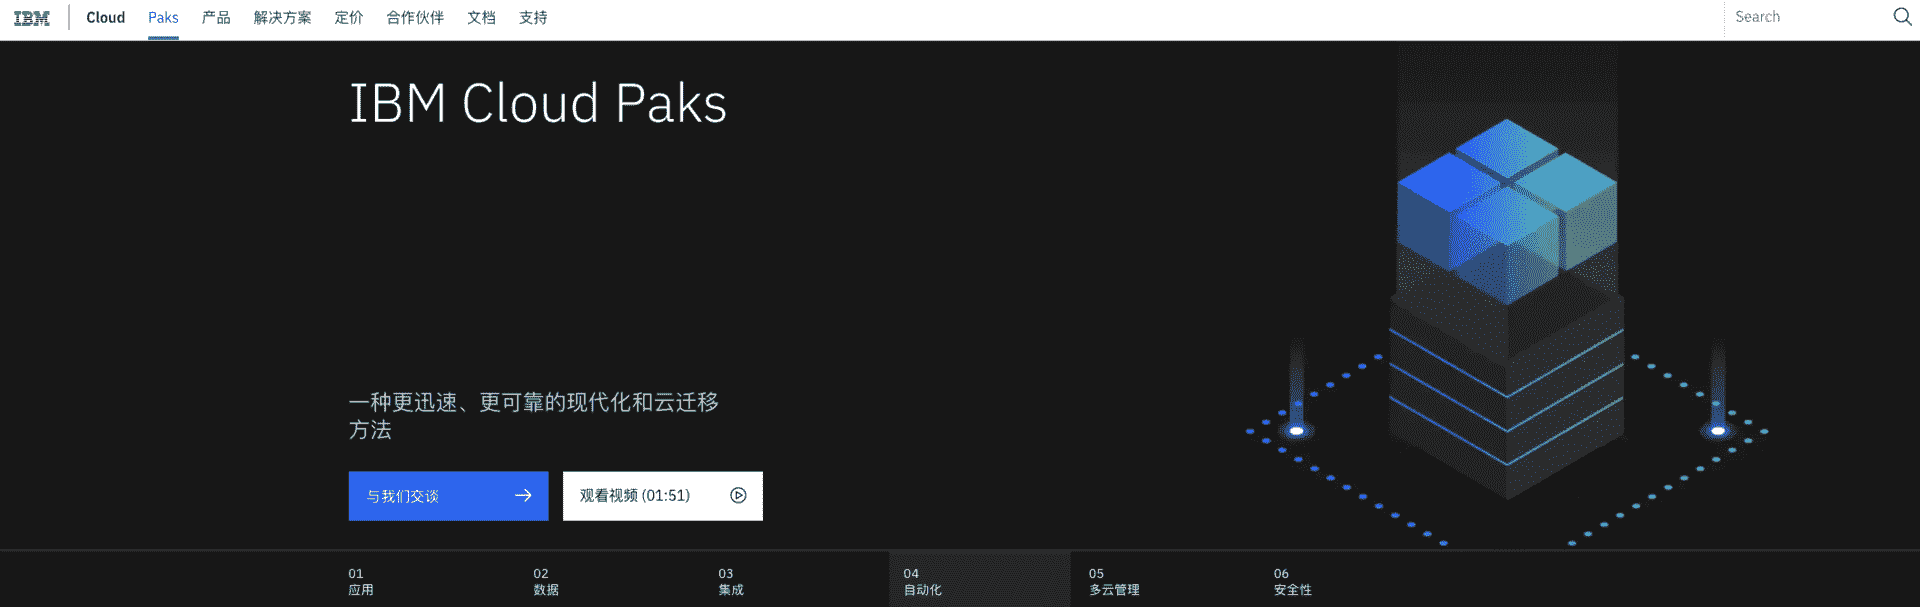 IBM Cloud Paks 产品 解决方案 定价 合作伙伴 文档 支持 Search
IBM Cloud Paks
一种更迅速、更可靠的现代化和云迁移
方法
与我们交谈 观看视频 (01:51)
01 02 03 04 05 06
应用 数据 集成 自动化 多云管理 安全性